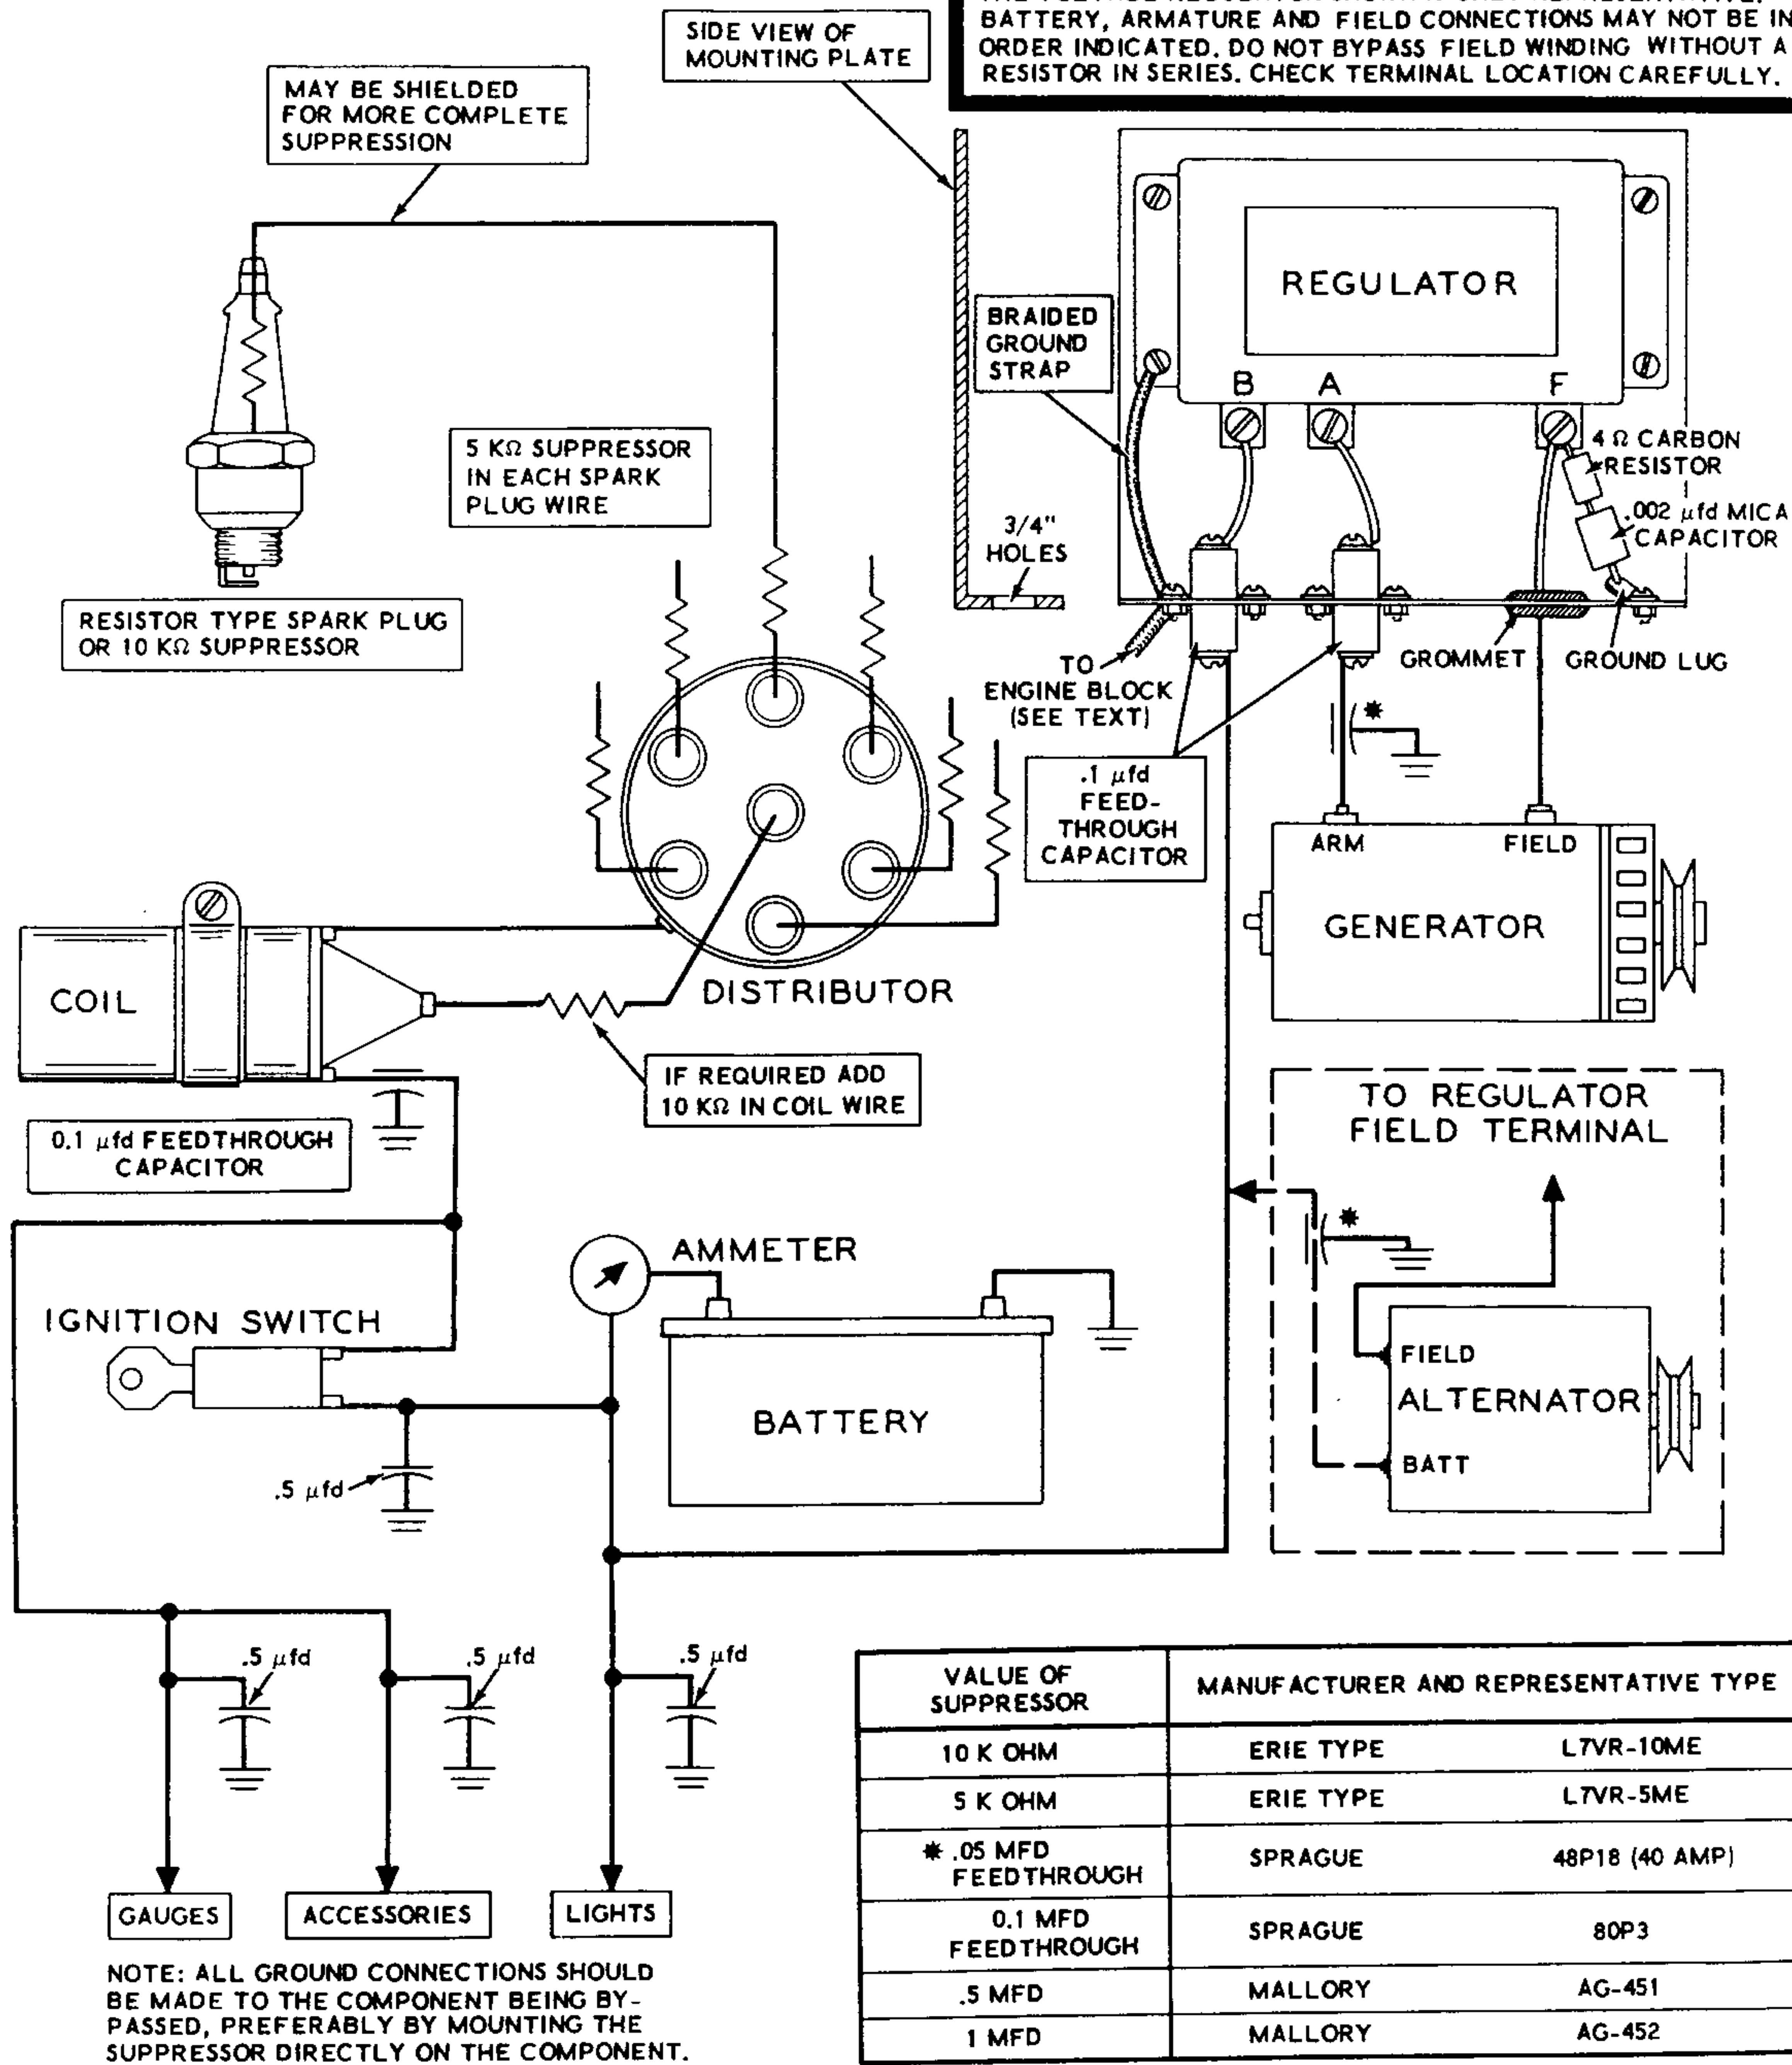 BATTERY, ARMATURE AND FIELD CONNECTIONS MAY NOT BE IN
ORDER INDICATED. DO NOT BYPASS FIELD WINDING WITHOUT A
RESISTOR IN SERIES. CHECK TERMINAL LOCATION CAREFULLY.
SIDE VIEW OF
MOUNTING PLATE
MAY BE SHIELDED
FOR MORE COMPLETE
SUPPRESSION
REGULATOR
BRAIDED
GROUND
STRAP
B
A
F
4 Ω CARBON
RESISTOR
.002 µfd MICA
CAPACITOR
5 KΩ SUPPRESSOR
IN EACH SPARK
PLUG WIRE
3/4"
HOLES
RESISTOR TYPE SPARK PLUG
OR 10 KΩ SUPPRESSOR
TO
ENGINE BLOCK
(SEE TEXT)
GROMMET
GROUND LUG
*
.1 µfd
FEED-
THROUGH
CAPACITOR
ARM
FIELD
GENERATOR
COIL
DISTRIBUTOR
IF REQUIRED ADD
10 KΩ IN COIL WIRE
0.1 µfd FEEDTHROUGH
CAPACITOR
TO REGULATOR
FIELD TERMINAL
*
AMMETER
IGNITION SWITCH
FIELD
ALTERNATOR
BATT
BATTERY
.5 µfd
.5 µfd
.5 µfd
.5 µfd
GAUGES
ACCESSORIES
LIGHTS
NOTE: ALL GROUND CONNECTIONS SHOULD
BE MADE TO THE COMPONENT BEING BY-
PASSED, PREFERABLY BY MOUNTING THE
SUPPRESSOR DIRECTLY ON THE COMPONENT.
VALUE OF
SUPPRESSOR
MANUFACTURER AND REPRESENTATIVE TYPE
10 K OHM ERIE TYPE L7VR-10ME
5 K OHM ERIE TYPE L7VR-5ME
* .05 MFD
FEEDTHROUGH SPRAGUE 48P18 (40 AMP)
0.1 MFD
FEEDTHROUGH SPRAGUE 80P3
.5 MFD MALLORY AG-451
1 MFD MALLORY AG-452